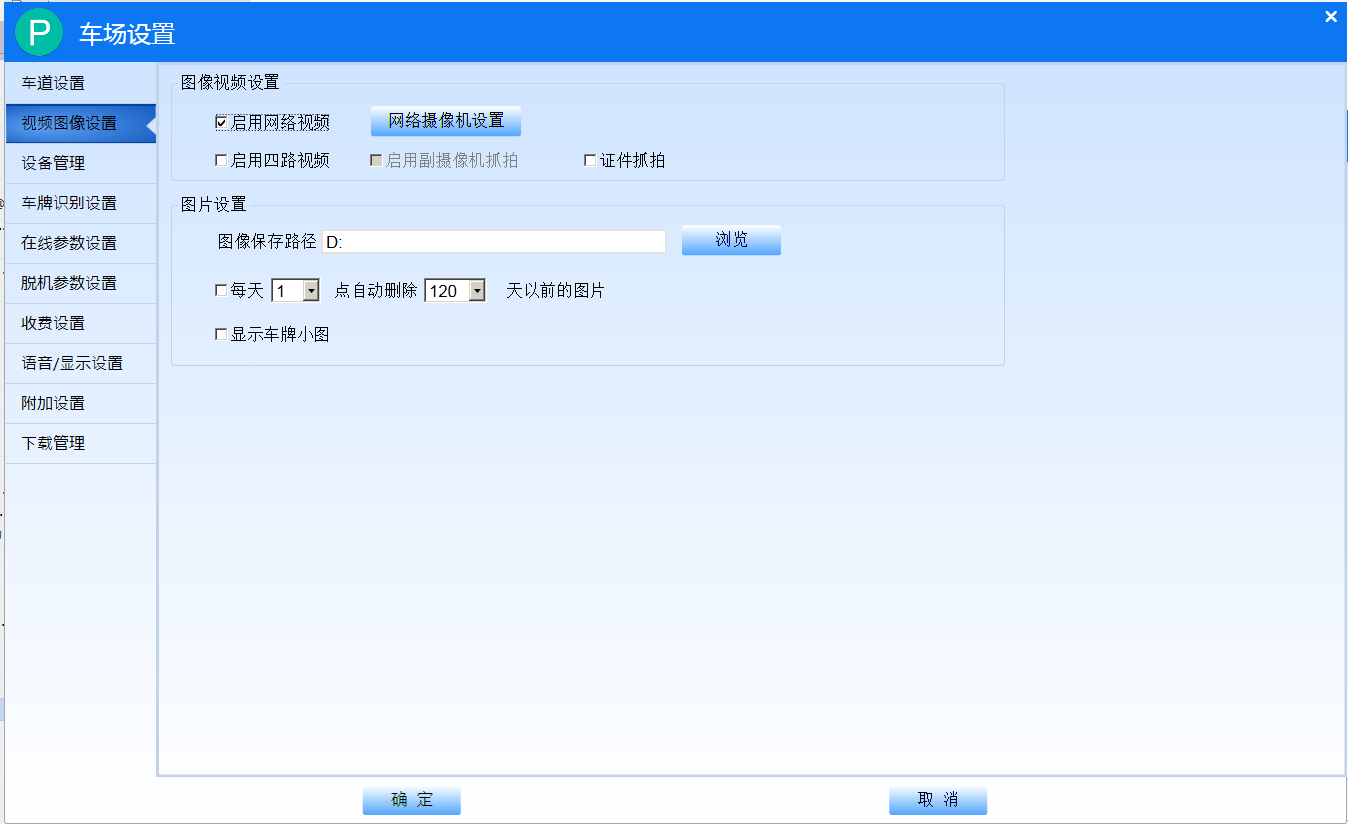 P 车场设置
车道设置
视频图像设置
设备管理
车牌识别设置
在线参数设置
脱机参数设置
收费设置
语音/显示设置
附加设置
下载管理
图像视频设置
启用网络视频 网络摄像机设置
启用四路视频 启用副摄像机抓拍 证件抓拍
图片设置
图像保存路径 D: 浏览
每天 1 点自动删除 120 天以前的图片
显示车牌小图
确 定 取 消